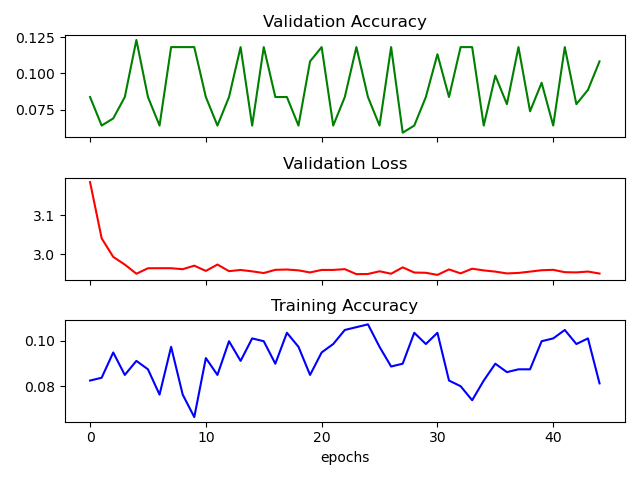 Validation Accuracy
0.125
0.100
0.075
Validation Loss
3.1
3.0
Training Accuracy
0.10
0.08
0 10 20 30 40
epochs